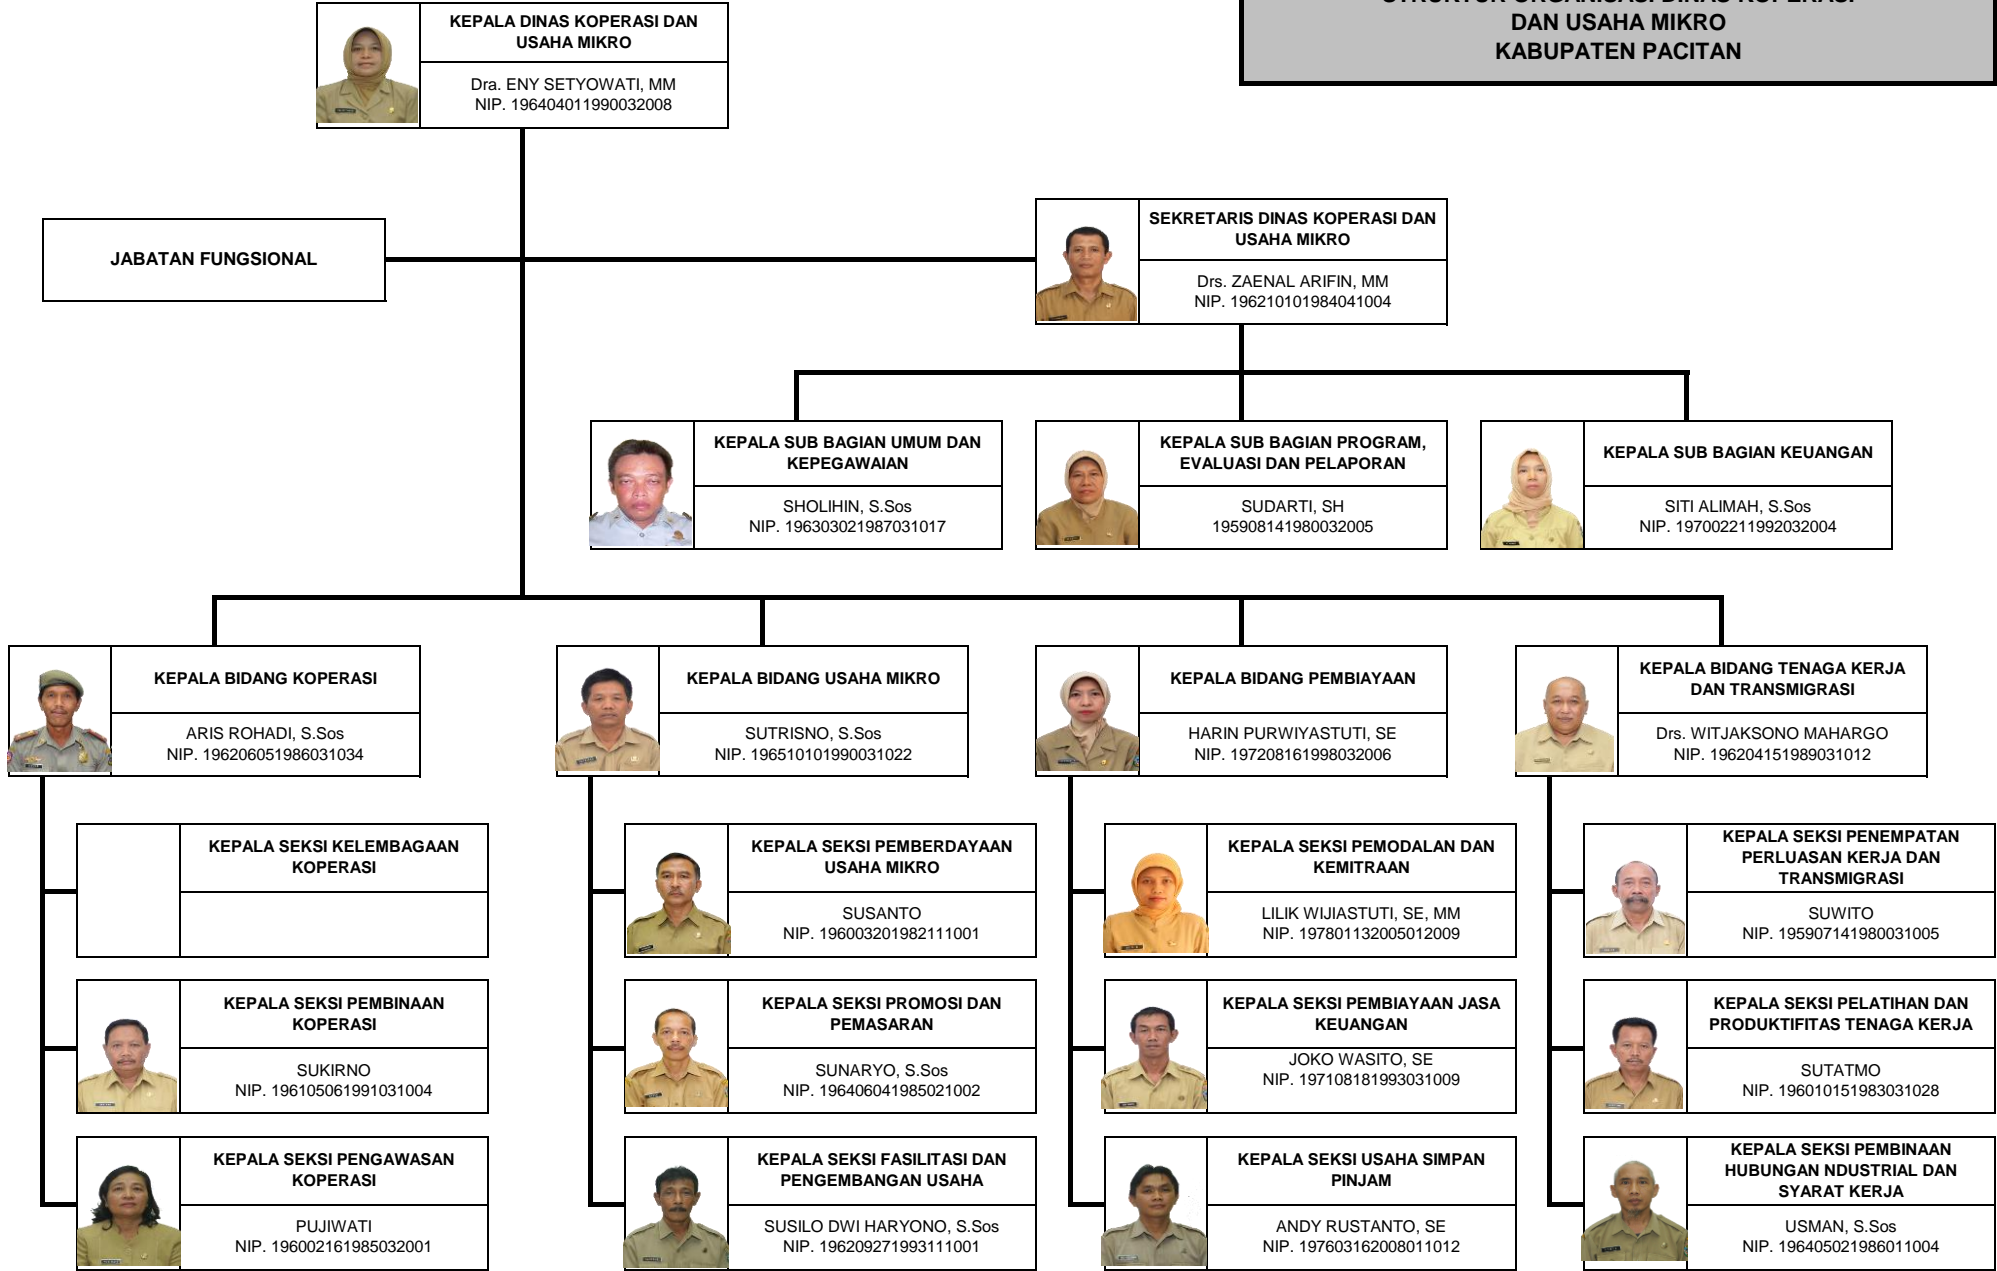 KEPALA DINAS KOPERASI DAN
USAHA MIKRO
Dra. ENY SETYOWATI, MM
NIP. 196404011990032008
STRUKTUR ORGANISASI DINAS KOPERASI
DAN USAHA MIKRO
KABUPATEN PACITAN
JABATAN FUNGSIONAL
SEKRETARIS DINAS KOPERASI DAN
USAHA MIKRO
Drs. ZAENAL ARIFIN, MM
NIP. 196210101984041004
KEPALA SUB BAGIAN UMUM DAN
KEPEGAWAIAN
SHOLIHIN, S.Sos
NIP. 196303021987031017
KEPALA SUB BAGIAN PROGRAM,
EVALUASI DAN PELAPORAN
SUDARTI, SH
195908141980032005
KEPALA SUB BAGIAN KEUANGAN
SITI ALIMAH, S.Sos
NIP. 197002211992032004
KEPALA BIDANG KOPERASI
ARIS ROHADI, S.Sos
NIP. 196206051986031034
KEPALA BIDANG USAHA MIKRO
SUTRISNO, S.Sos
NIP. 196510101990031022
KEPALA BIDANG PEMBIAYAAN
HARIN PURWIYASTUTI, SE
NIP. 197208161998032006
KEPALA BIDANG TENAGA KERJA
DAN TRANSMIGRASI
Drs. WITJAKSONO MAHARGO
NIP. 196204151989031012
KEPALA SEKSI KELEMBAGAAN
KOPERASI
KEPALA SEKSI PEMBERDAYAAN
USAHA MIKRO
SUSANTO
NIP. 196003201982111001
KEPALA SEKSI PEMODALAN DAN
KEMITRAAN
LILIK WIJIASTUTI, SE, MM
NIP. 197801132005012009
KEPALA SEKSI PENEMPATAN
PERLUASAN KERJA DAN
TRANSMIGRASI
SUWITO
NIP. 195907141980031005
KEPALA SEKSI PEMBINAAN
KOPERASI
SUKIRNO
NIP. 196105061991031004
KEPALA SEKSI PROMOSI DAN
PEMASARAN
SUNARYO, S.Sos
NIP. 196406041985021002
KEPALA SEKSI PEMBIAYAAN JASA
KEUANGAN
JOKO WASITO, SE
NIP. 197108181993031009
KEPALA SEKSI PELATIHAN DAN
PRODUKTIFITAS TENAGA KERJA
SUTATMO
NIP. 196010151983031028
KEPALA SEKSI PENGAWASAN
KOPERASI
PUJIWATI
NIP. 196002161985032001
KEPALA SEKSI FASILITASI DAN
PENGEMBANGAN USAHA
SUSILO DWI HARYONO, S.Sos
NIP. 196209271993111001
KEPALA SEKSI USAHA SIMPAN
PINJAM
ANDY RUSTANTO, SE
NIP. 197603162008011012
KEPALA SEKSI PEMBINAAN
HUBUNGAN NDUSTRIAL DAN
SYARAT KERJA
USMAN, S.Sos
NIP. 196405021986011004